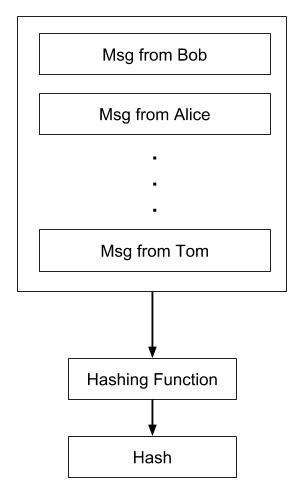 Msg from Bob
Msg from Alice
.
.
.
Msg from Tom
Hashing Function
Hash